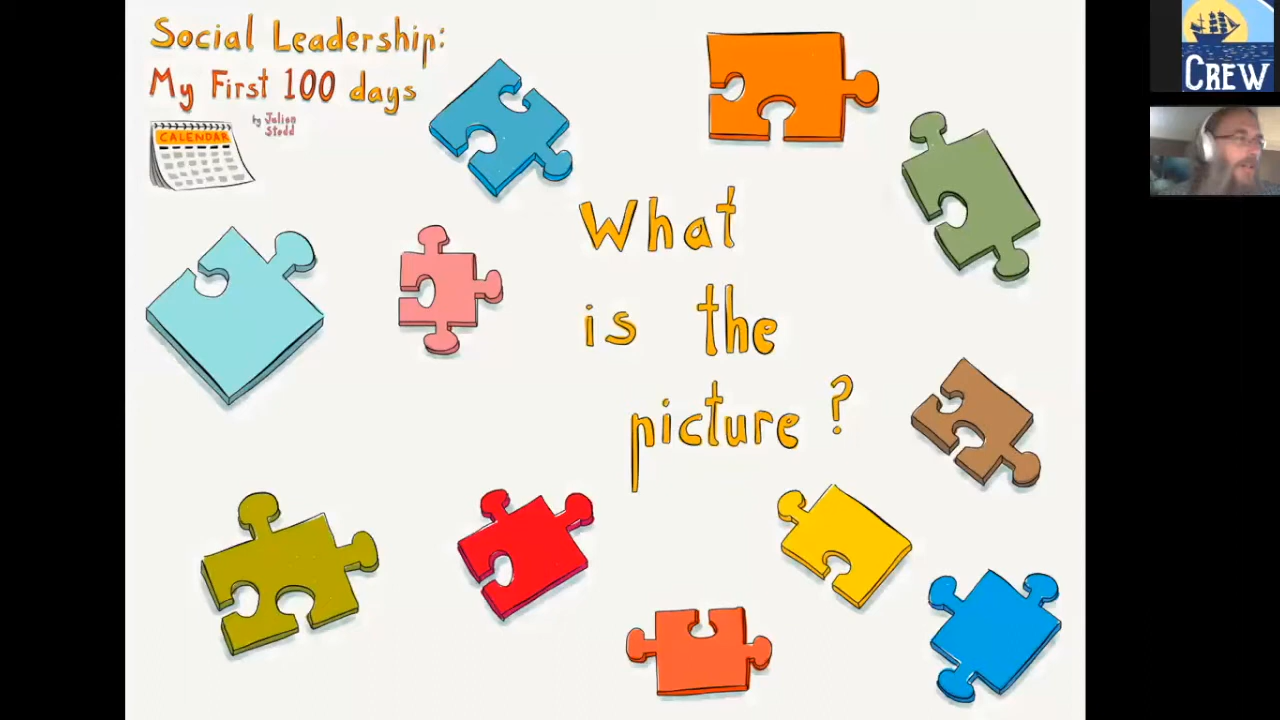 Social Leadership:
My First 100 days
by Julian
Stodd
CALENDAR
What
is the
picture?
CREW